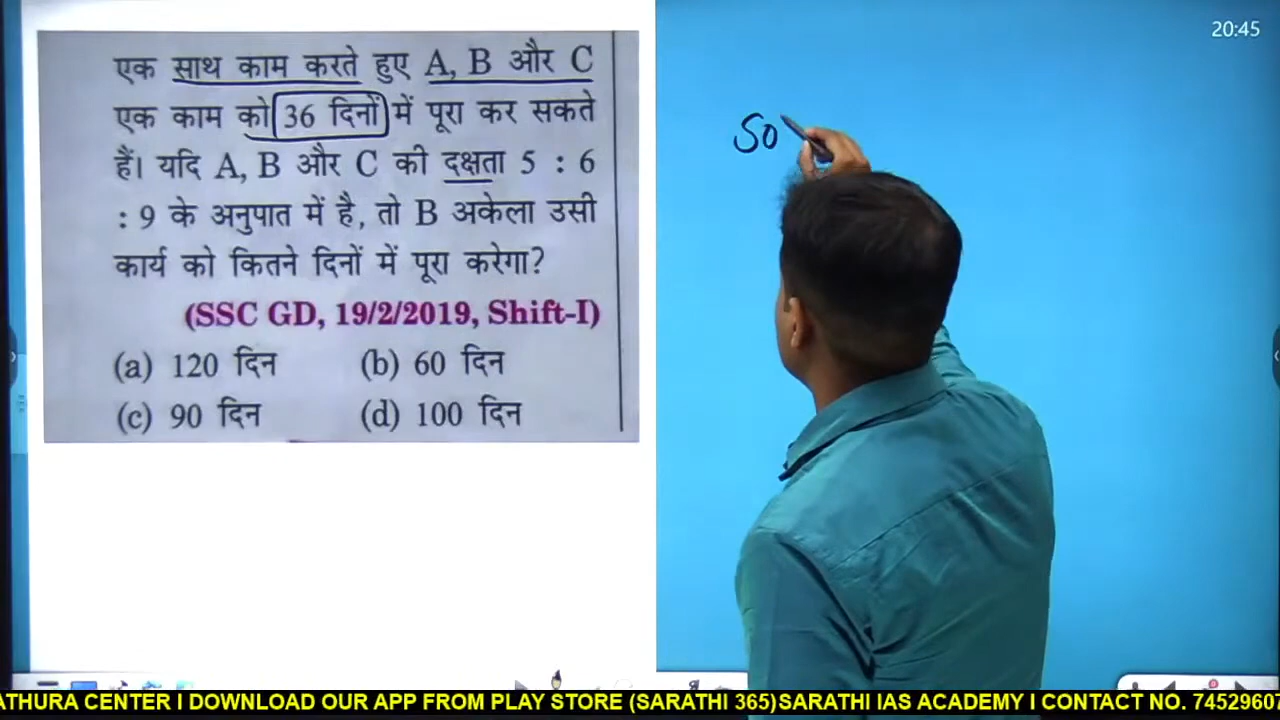 20:45
एक साथ काम करते हुए A, B और C
एक काम को 36 दिनों में पूरा कर सकते
हैं। यदि A, B और C की दक्षता 5 : 6
: 9 के अनुपात में है, तो B अकेला उसी
कार्य को कितने दिनों में पूरा करेगा?
(SSC GD, 19/2/2019, Shift-I)
(a) 120 दिन (b) 60 दिन
(c) 90 दिन (d) 100 दिन
So
ATHURA CENTER I DOWNLOAD OUR APP FROM PLAY STORE (SARATHI 365)SARATHI IAS ACADEMY I CONTACT NO. 74529607